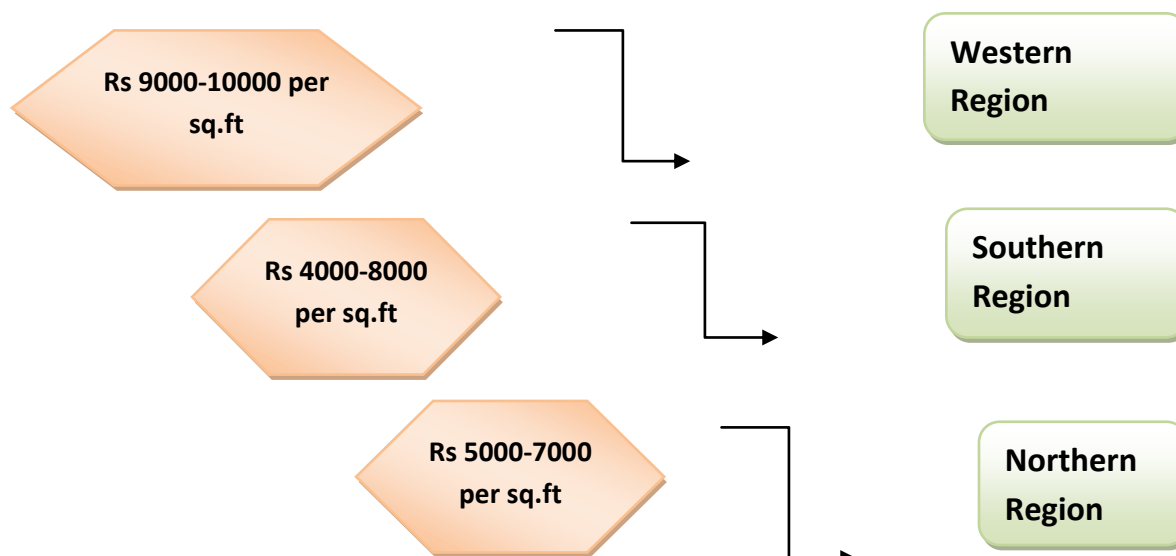 Rs 9000-10000 per
sq.ft
Western
Region
Rs 4000-8000
per sq.ft
Southern
Region
Rs 5000-7000
per sq.ft
Northern
Region